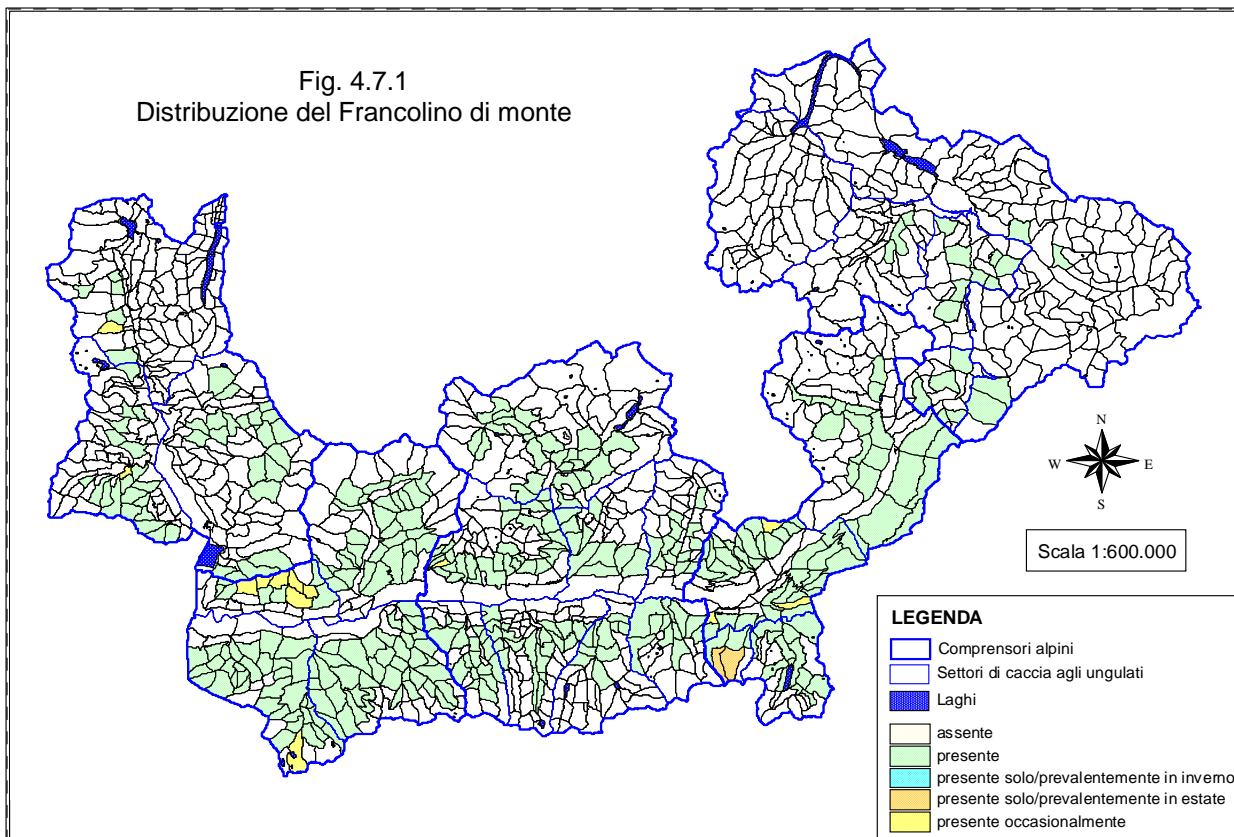 Fig. 4.7.1
Distribuzione del Francolino di monte
N
W
E
S
Scala 1:600.000
LEGENDA
Comprensori alpini
Settori di caccia agli ungulati
Laghi
assente
presente
presente solo/prevalentemente in inverno
presente solo/prevalentemente in estate
presente occasionalmente